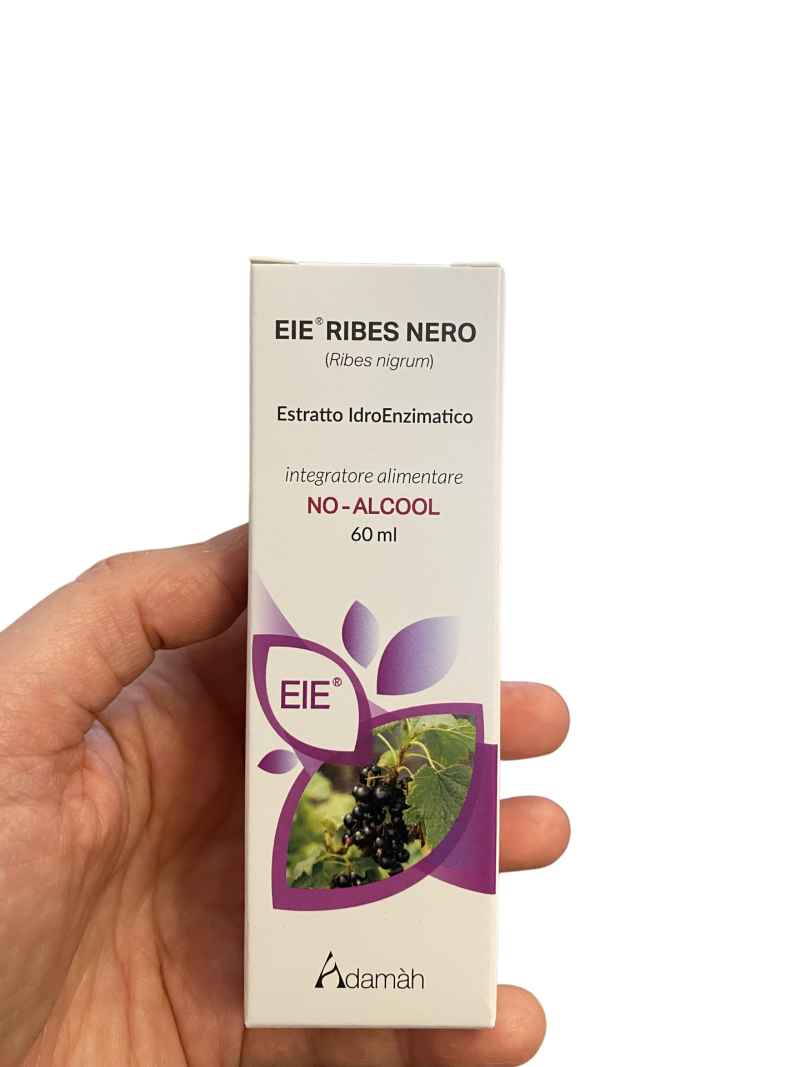 EIE® RIBES NERO
(Ribes nigrum)
Estratto IdroEnzimatico
integratore alimentare
NO-ALCOOL
60 ml
EIE®
Adamàh